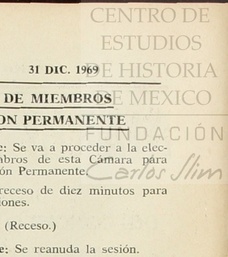 CENTRO DE
ESTUDIOS
31 DIC. 1969
DE HISTORIA
DE MIEMBROS
DE MEXICO
ON PERMANENTE
FUNDACIÓN
e: Se va a proceder a la elec-
mbros de esta Cámara para
ón Permanente.
Carlos Slim
receso de diez minutos para
iones.
(Receso.)
e: Se reanuda la sesión.